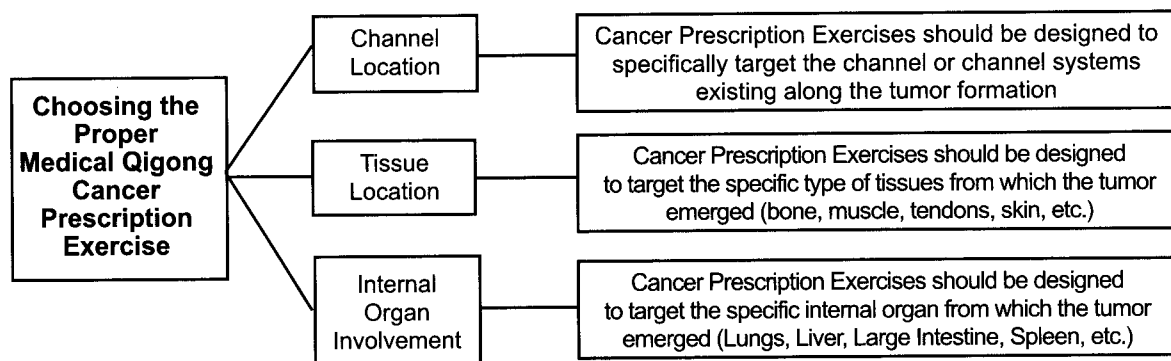 Choosing the
Proper
Medical Qigong
Cancer
Prescription
Exercise
Channel
Location
Cancer Prescription Exercises should be designed to
specifically target the channel or channel systems
existing along the tumor formation
Tissue
Location
Cancer Prescription Exercises should be designed
to target the specific type of tissues from which the tumor
emerged (bone, muscle, tendons, skin, etc.)
Internal
Organ
Involvement
Cancer Prescription Exercises should be designed
to target the specific internal organ from which the tumor
emerged (Lungs, Liver, Large Intestine, Spleen, etc.)